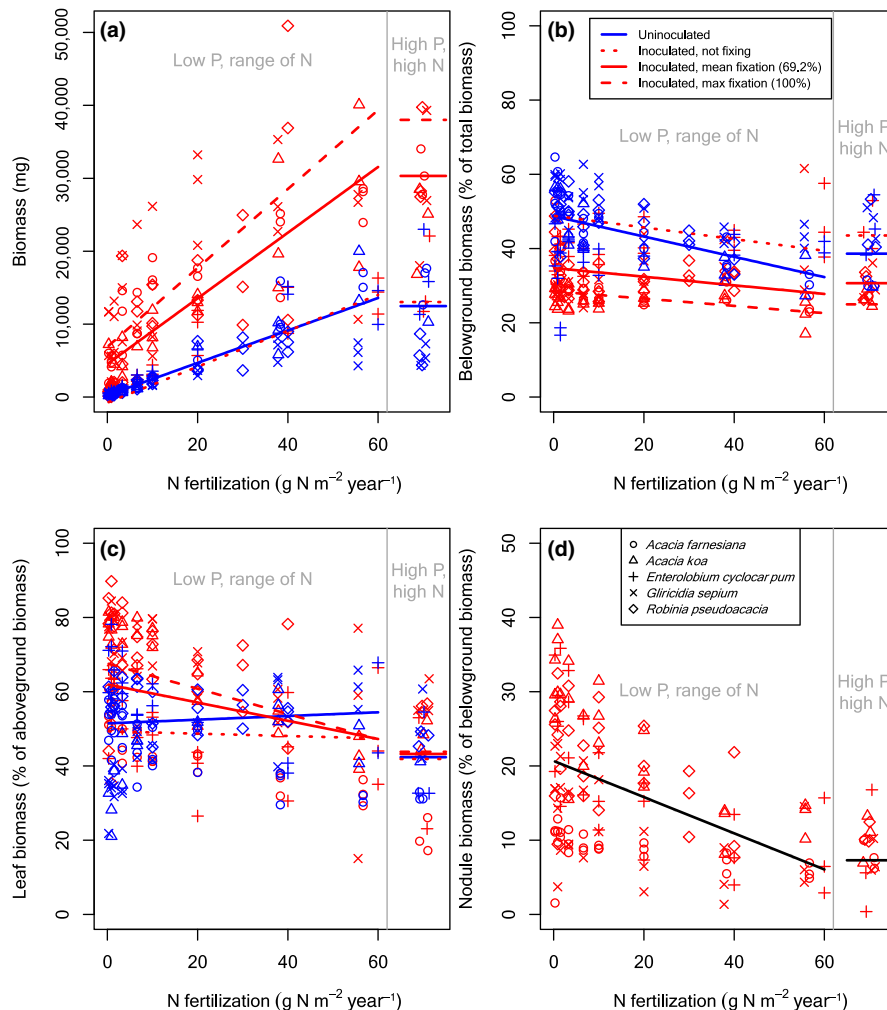 (a)
Low P, range of N
High P,
high N
Biomass (mg)
50,000
40,000
30,000
20,000
10,000
0
0
20
40
60
N fertilization (g N m⁻² year⁻¹)
(b)
Uninoculated
Inoculated, not fixing
Inoculated, mean fixation (69.2%)
Inoculated, max fixation (100%)
Low P, range of N
High P,
high N
Belowground biomass (% of total biomass)
100
80
60
40
20
0
0
20
40
60
N fertilization (g N m⁻² year⁻¹)
(c)
Low P, range of N
High P,
high N
Leaf biomass (% of aboveground biomass)
100
80
60
40
20
0
0
20
40
60
N fertilization (g N m⁻² year⁻¹)
(d)
Acacia farnesiana
Acacia koa
Enterolobium cyclocarpum
Gliricidia sepium
Robinia pseudoacacia
Low P, range of N
High P,
high N
Nodule biomass (% of belowground biomass)
50
40
30
20
10
0
0
20
40
60
N fertilization (g N m⁻² year⁻¹)